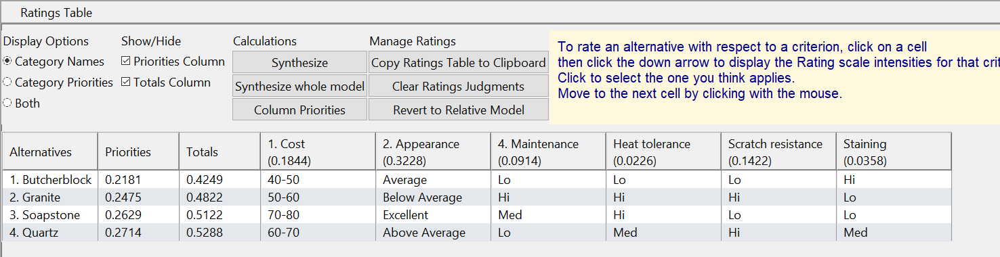 Ratings Table
Display Options
Category Names
Category Priorities
Both
Show/Hide
Priorities Column
Totals Column
Calculations
Synthesize
Synthesize whole model
Column Priorities
Manage Ratings
Copy Ratings Table to Clipboard
Clear Ratings Judgments
Revert to Relative Model
To rate an alternative with respect to a criterion, click on a cell
then click the down arrow to display the Rating scale intensities for that crit
Click to select the one you think applies.
Move to the next cell by clicking with the mouse.
Alternatives Priorities Totals 1. Cost (0.1844) 2. Appearance (0.3228) 4. Maintenance (0.0914) Heat tolerance (0.0226) Scratch resistance (0.1422) Staining (0.0358)
1. Butcherblock 0.2181 0.4249 40-50 Average Lo Lo Lo Hi
2. Granite 0.2475 0.4822 50-60 Below Average Hi Hi Hi Lo
3. Soapstone 0.2629 0.5122 70-80 Excellent Med Hi Lo Lo
4. Quartz 0.2714 0.5288 60-70 Above Average Lo Med Hi Med